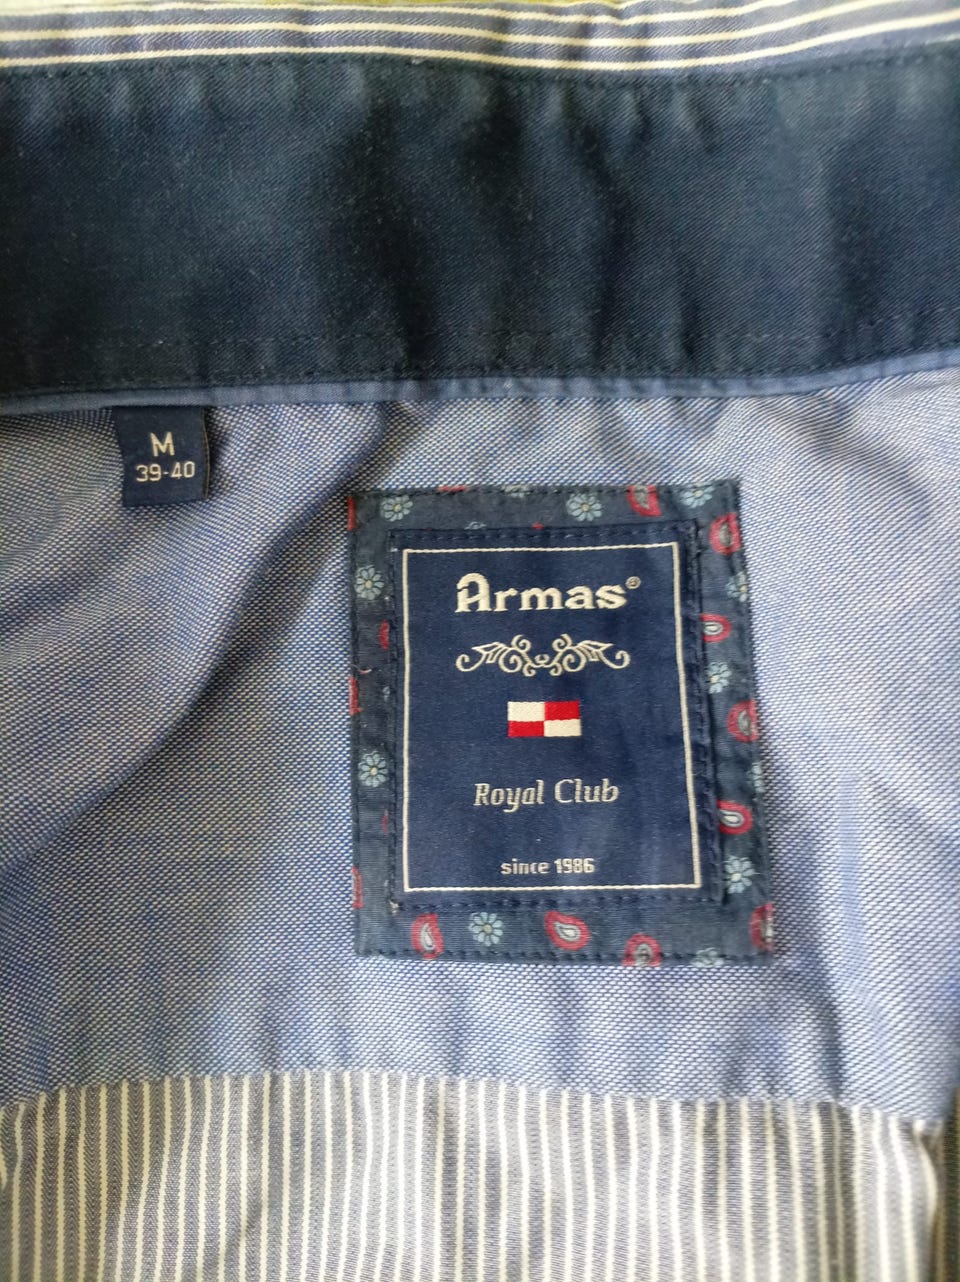 M
39-40
Armas®
Royal Club
since 1986